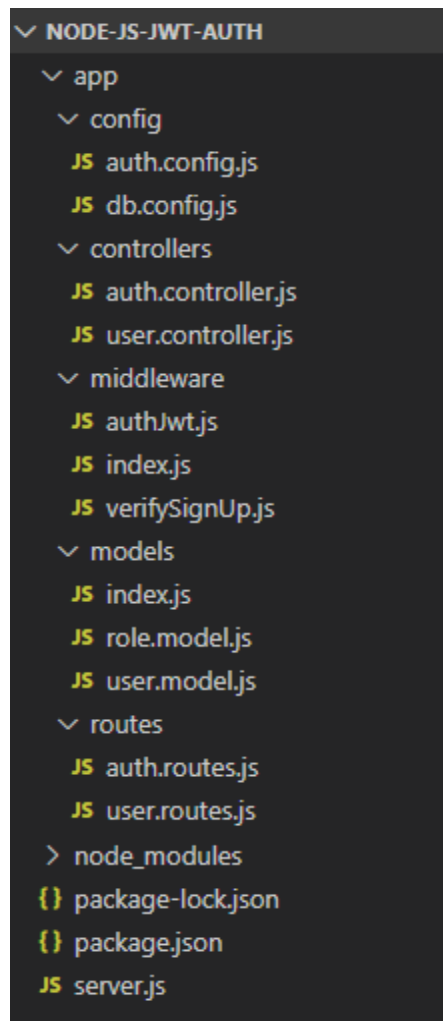 NODE-JS-JWT-AUTH
app
config
JS auth.config.js
JS db.config.js
controllers
JS auth.controller.js
JS user.controller.js
middleware
JS authJwt.js
JS index.js
JS verifySignUp.js
models
JS index.js
JS role.model.js
JS user.model.js
routes
JS auth.routes.js
JS user.routes.js
node_modules
{} package-lock.json
{} package.json
JS server.js